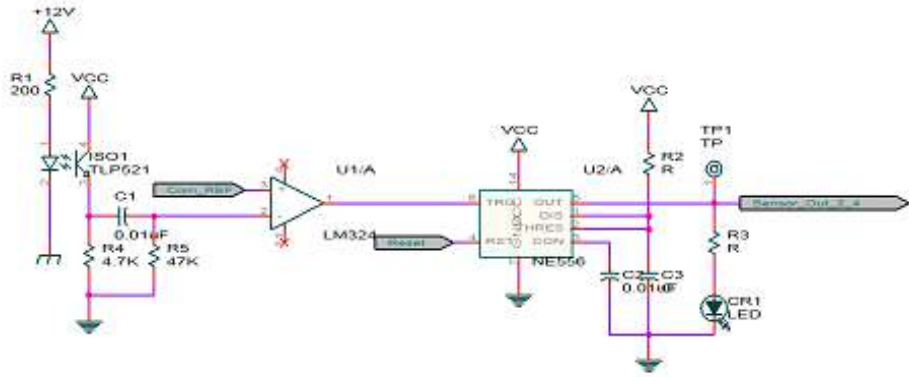 +12V
R1
200
VCC
ISO1
TLP521
C1
0.01uF
R4
4.7K
R5
47K
Com_REF
U1/A
LM324
VCC
U2/A
TRIG
OUT
DIS
THRES
CON
RST
GND
NE556
Reset
VCC
R2
R
TP1
TP
Sensor_Out_3_4
R3
R
C2
0.01uF
C3
CR1
LED